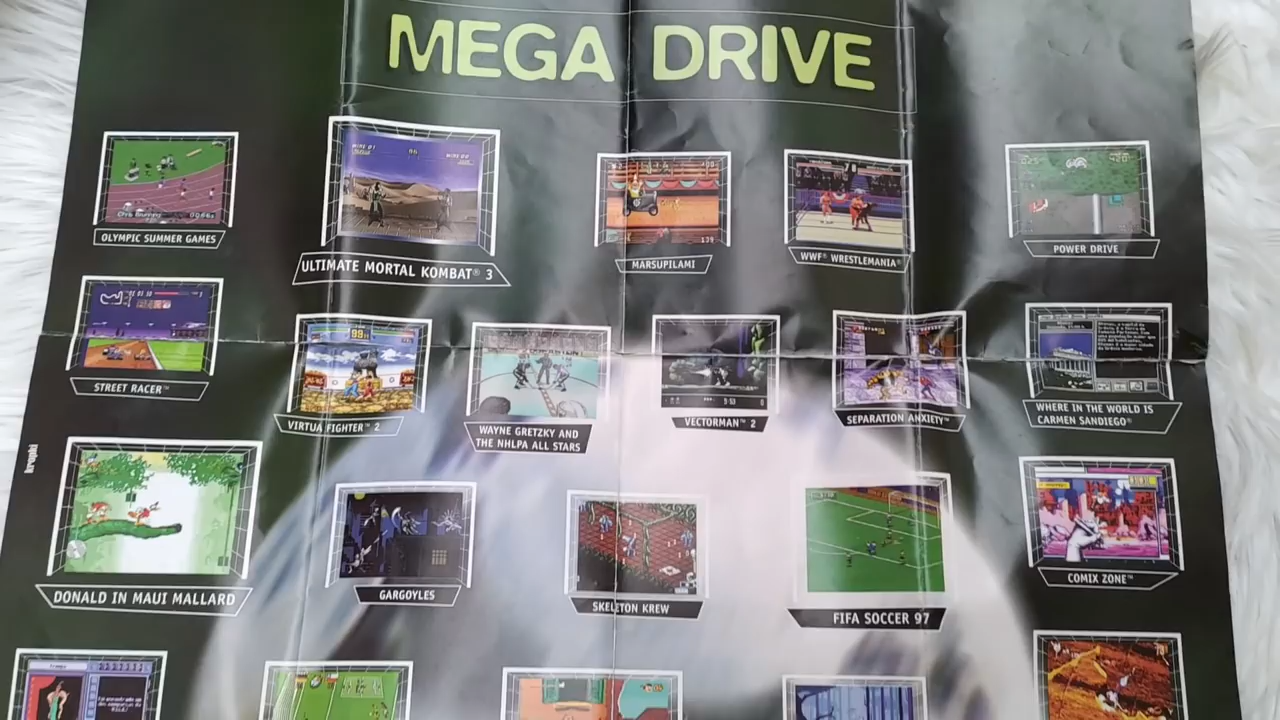 MEGA DRIVE
OLYMPIC SUMMER GAMES
ULTIMATE MORTAL KOMBAT® 3
MARSUPILAMI
WWF® WRESTLEMANIA®
POWER DRIVE
STREET RACER™
VIRTUA FIGHTER™ 2
WAYNE GRETZKY AND
THE NHLPA ALL STARS
VECTORMAN™ 2
SEPARATION ANXIETY™
WHERE IN THE WORLD IS
CARMEN SANDIEGO®
kropki
DONALD IN MAUI MALLARD
GARGOYLES
SKELETON KREW
FIFA SOCCER 97
COMIX ZONE™